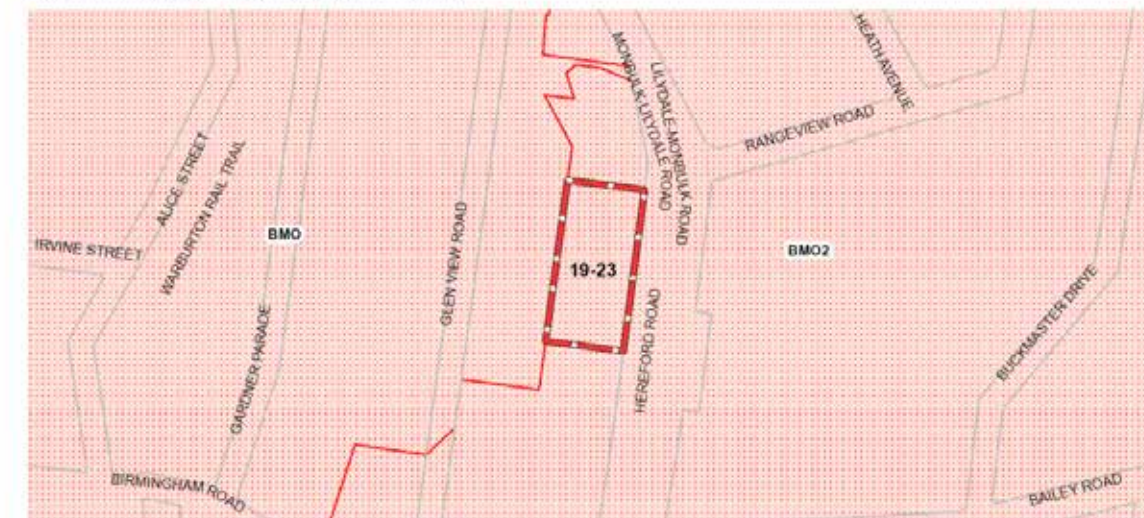 HEATH AVENUE
MONBULK-LILYDALE ROAD
LILYDALE-MONBULK ROAD
RANGEVIEW ROAD
ALICE STREET
WARBURTON RAIL TRAIL
IRVINE STREET
BMO
GLEN VIEW ROAD
19-23
BMO2
HEREFORD ROAD
BUCKMASTER DRIVE
GARDNER PARADE
BIRMINGHAM ROAD
BAILEY ROAD